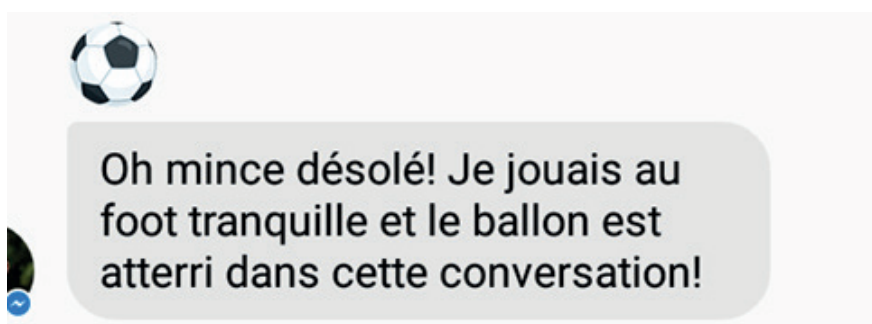 Oh mince désolé! Je jouais au
foot tranquille et le ballon est
atterri dans cette conversation!